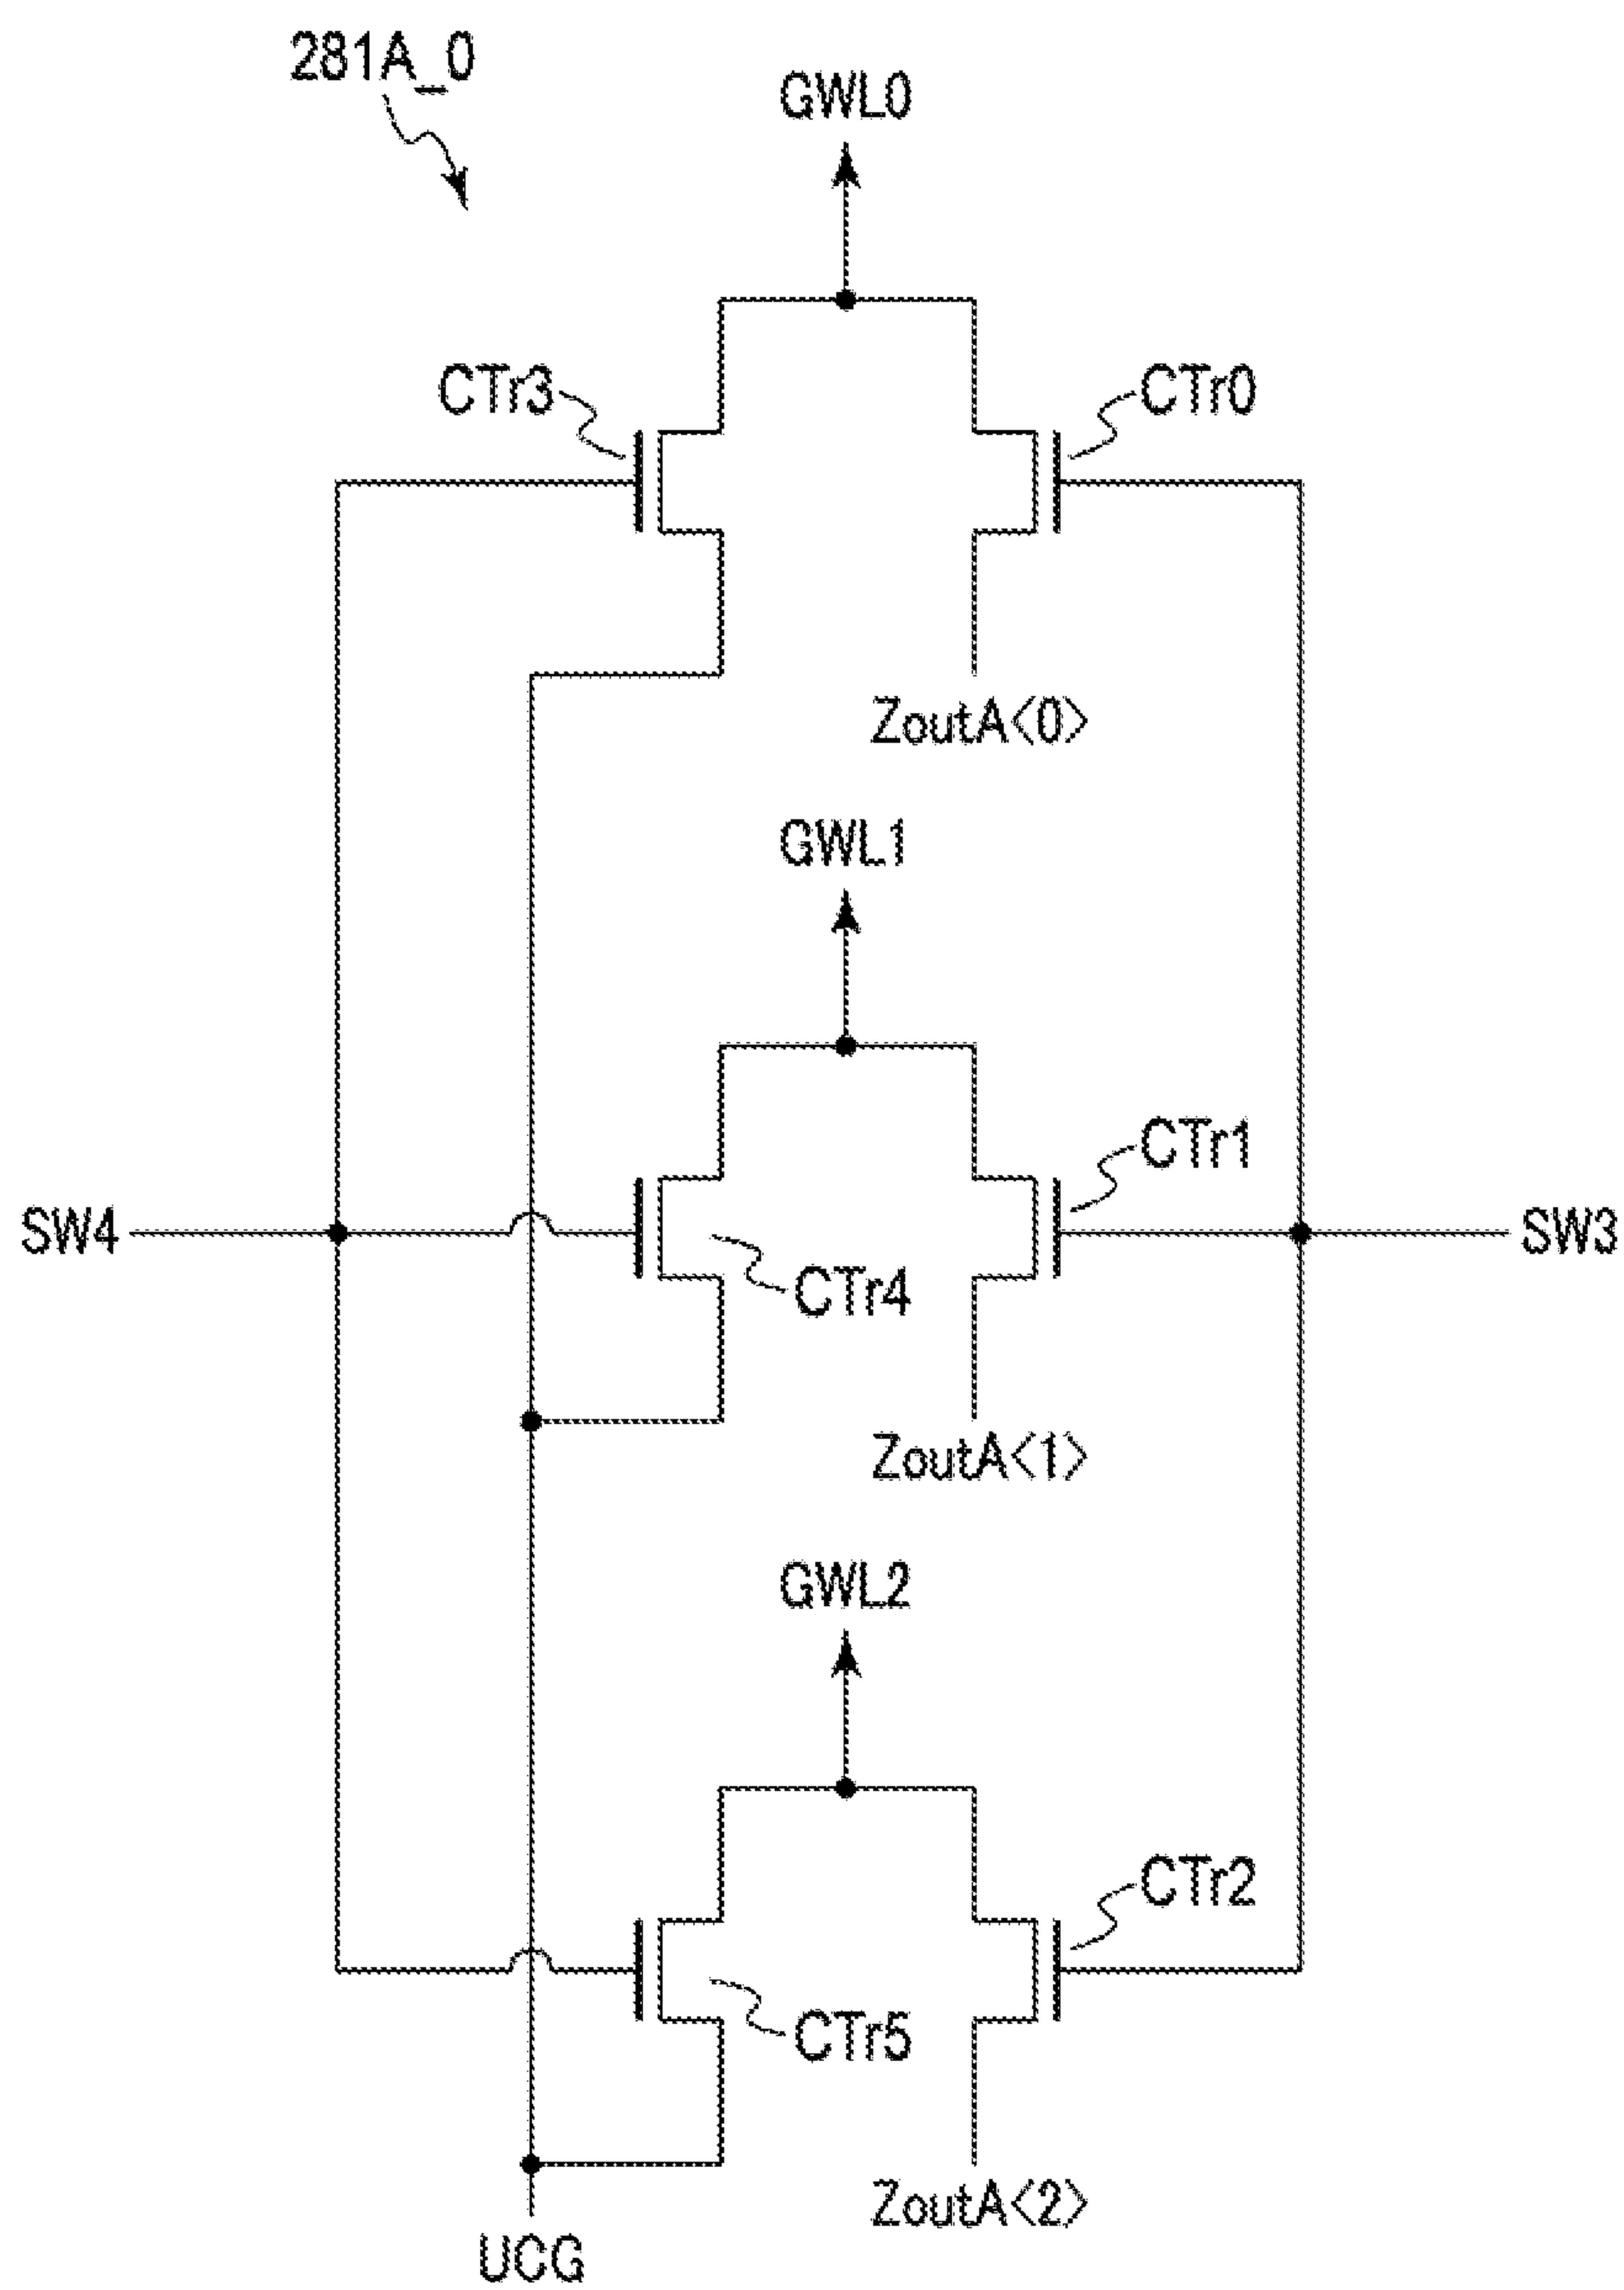 281A_0
GWL0
CTr3
CTr0
ZoutA<0>
GWL1
CTr1
SW4
SW3
CTr4
ZoutA<1>
GWL2
CTr2
CTr5
ZoutA<2>
UCG